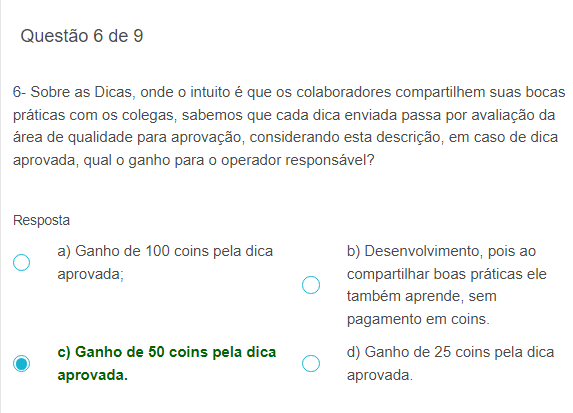 Questão 6 de 9
6- Sobre as Dicas, onde o intuito é que os colaboradores compartilhem suas bocas
práticas com os colegas, sabemos que cada dica enviada passa por avaliação da
área de qualidade para aprovação, considerando esta descrição, em caso de dica
aprovada, qual o ganho para o operador responsável?
Resposta
a) Ganho de 100 coins pela dica
aprovada;
b) Desenvolvimento, pois ao
compartilhar boas práticas ele
também aprende, sem
pagamento em coins.
c) Ganho de 50 coins pela dica
aprovada.
d) Ganho de 25 coins pela dica
aprovada.